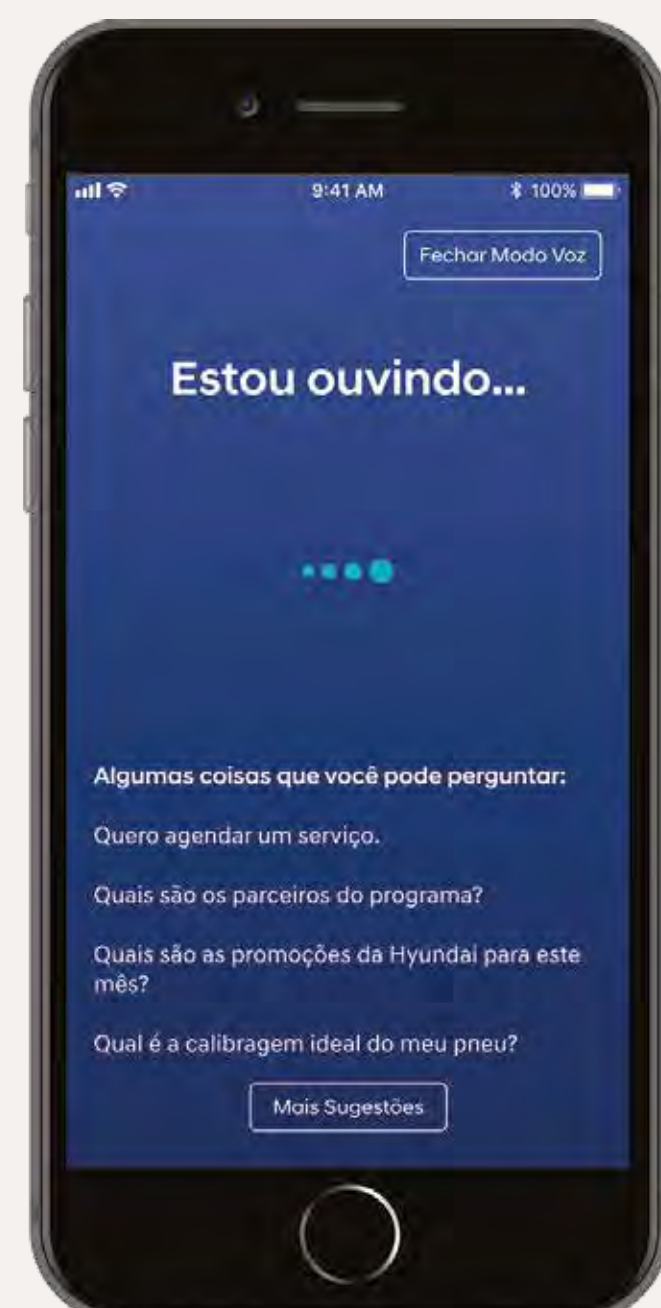 9:41 AM
100%
Fechar Modo Voz
Estou ouvindo...
Algumas coisas que você pode perguntar:
Quero agendar um serviço.
Quais são os parceiros do programa?
Quais são as promoções da Hyundai para este
mês?
Qual é a calibragem ideal do meu pneu?
Mais Sugestões